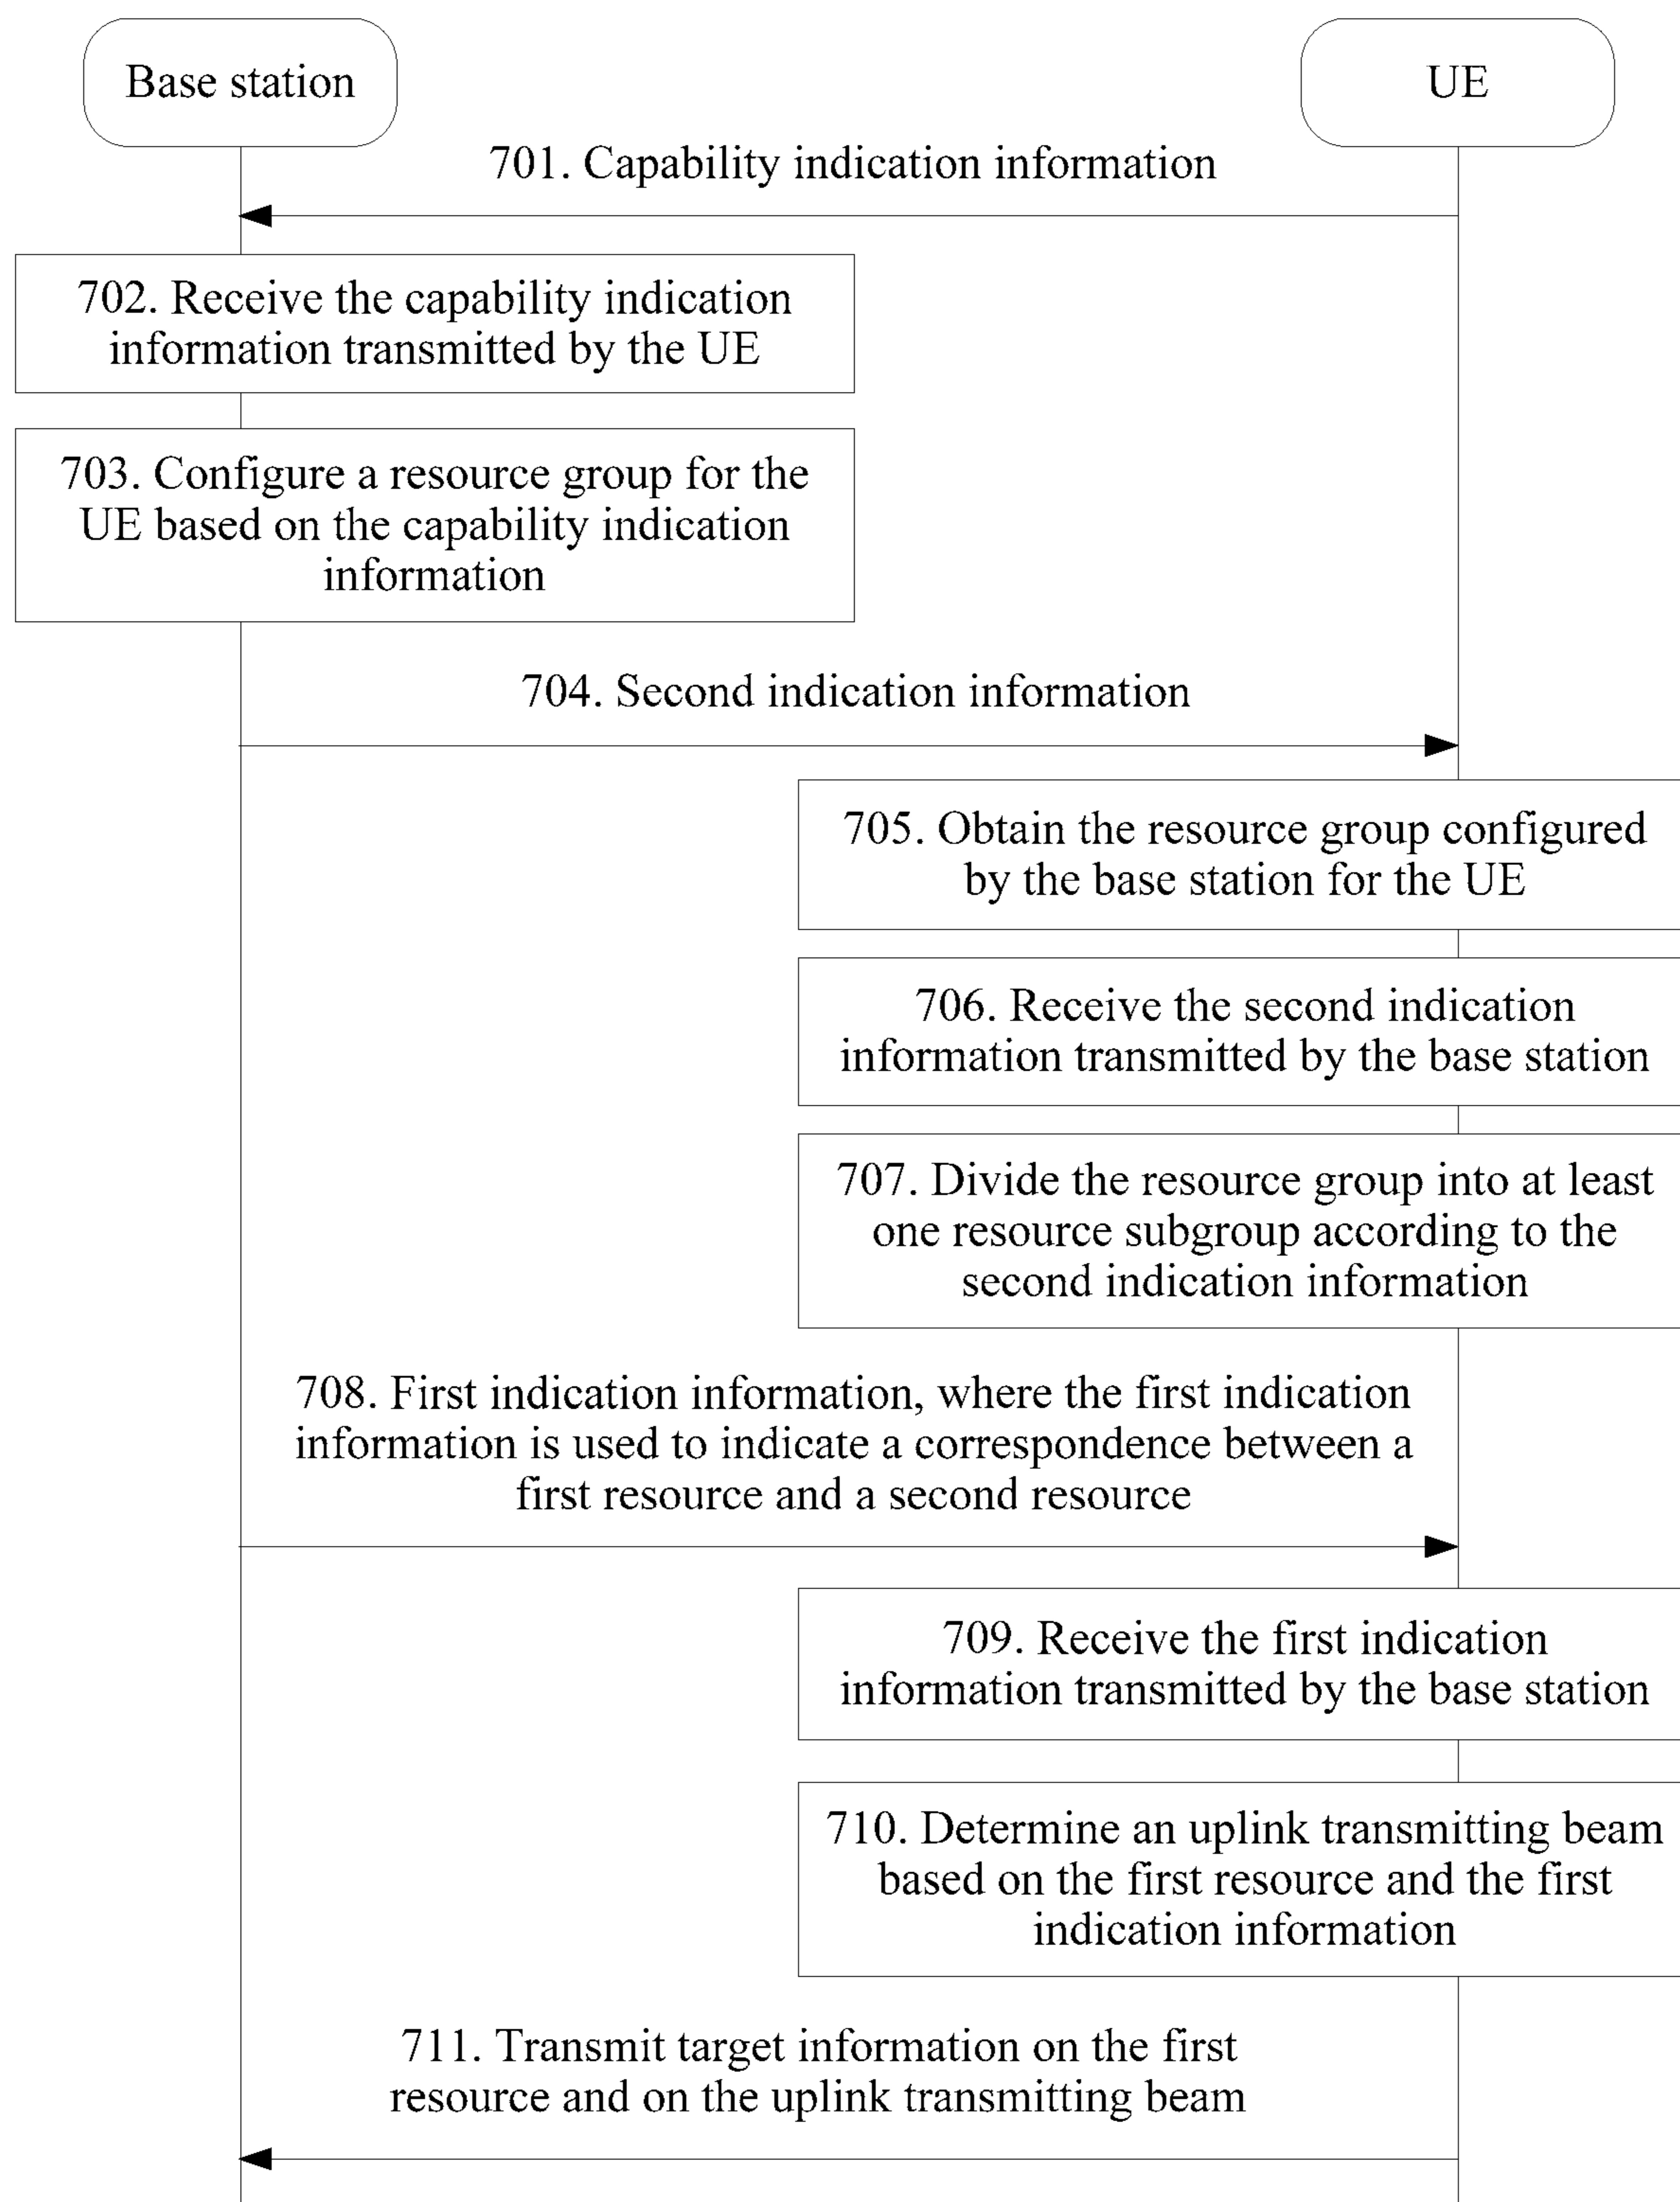 Base station
UE
701. Capability indication information
702. Receive the capability indication
information transmitted by the UE
703. Configure a resource group for the
UE based on the capability indication
information
704. Second indication information
705. Obtain the resource group configured
by the base station for the UE
706. Receive the second indication
information transmitted by the base station
707. Divide the resource group into at least
one resource subgroup according to the
second indication information
708. First indication information, where the first indication
information is used to indicate a correspondence between a
first resource and a second resource
709. Receive the first indication
information transmitted by the base station
710. Determine an uplink transmitting beam
based on the first resource and the first
indication information
711. Transmit target information on the first
resource and on the uplink transmitting beam